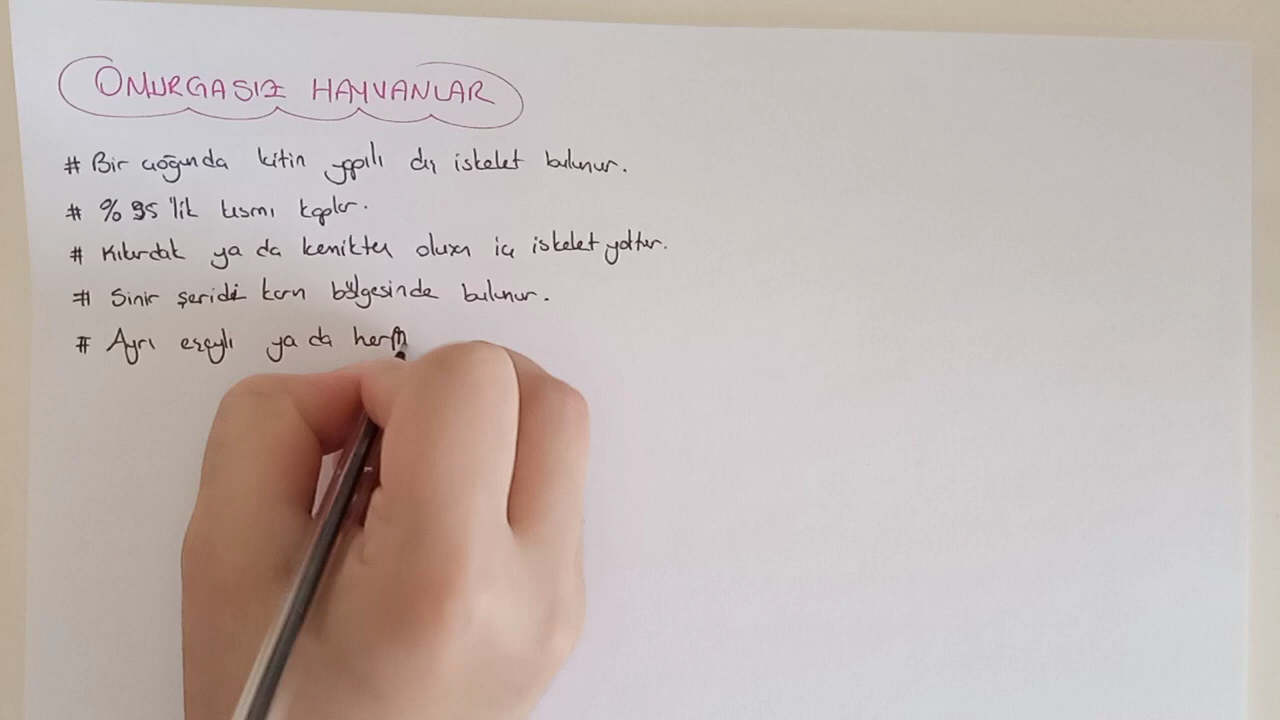 OMURGASIZ HAYVANLAR
# Bir çoğunda kitin yapılı dış iskelet bulunur.
# % 95 'lik kısmı kaplar.
# Kıkırdak ya da kemikten oluşan iç iskelet yoktur.
# Sinir şeridi karın bölgesinde bulunur.
# Ayrı eşeyli ya da herm